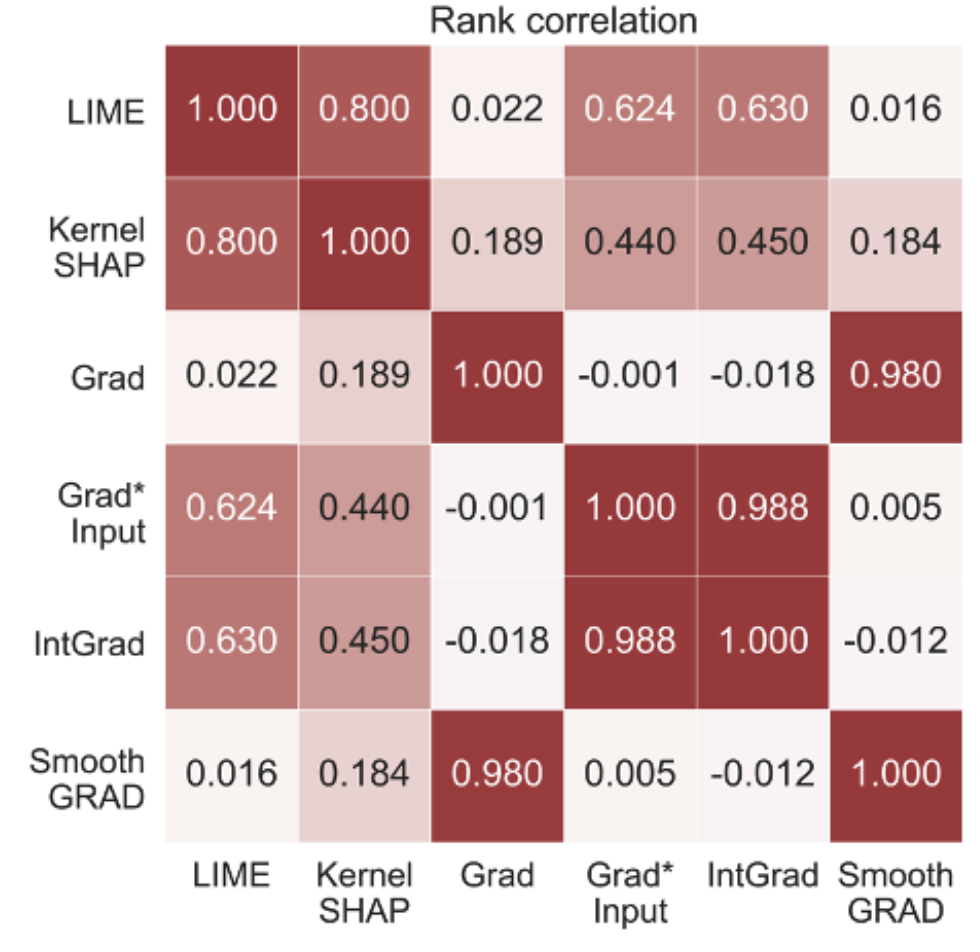 Rank correlation
LIME 1.000 0.800 0.022 0.624 0.630 0.016
Kernel
SHAP 0.800 1.000 0.189 0.440 0.450 0.184
Grad 0.022 0.189 1.000 -0.001 -0.018 0.980
Grad*
Input 0.624 0.440 -0.001 1.000 0.988 0.005
IntGrad 0.630 0.450 -0.018 0.988 1.000 -0.012
Smooth
GRAD 0.016 0.184 0.980 0.005 -0.012 1.000
LIME Kernel Grad Grad* IntGrad Smooth
SHAP Input GRAD